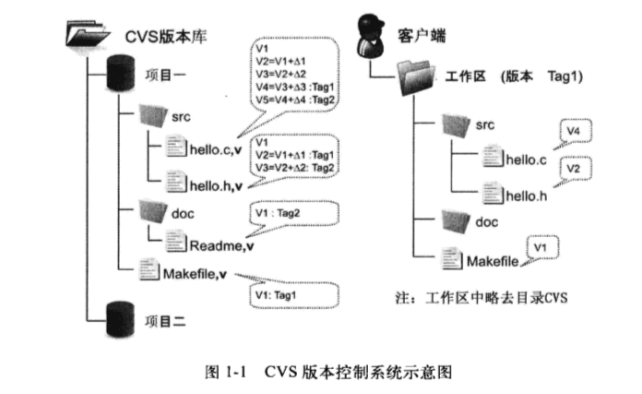 CVS版本库
项目一
src
hello.c,v
hello.h,v
doc
Readme,v
Makefile,v
项目二
V1
V2=V1+Δ1
V3=V2+Δ2
V4=V3+Δ3 :Tag1
V5=V4+Δ4 :Tag2
V1
V2=V1+Δ1 :Tag1
V3=V2+Δ2: Tag2
V1 : Tag2
V1: Tag1
客户端
工作区 (版本 Tag1)
src
V4
hello.c
V2
hello.h
doc
V1
Makefile
注：工作区中略去目录CVS
图 1-1 CVS 版本控制系统示意图